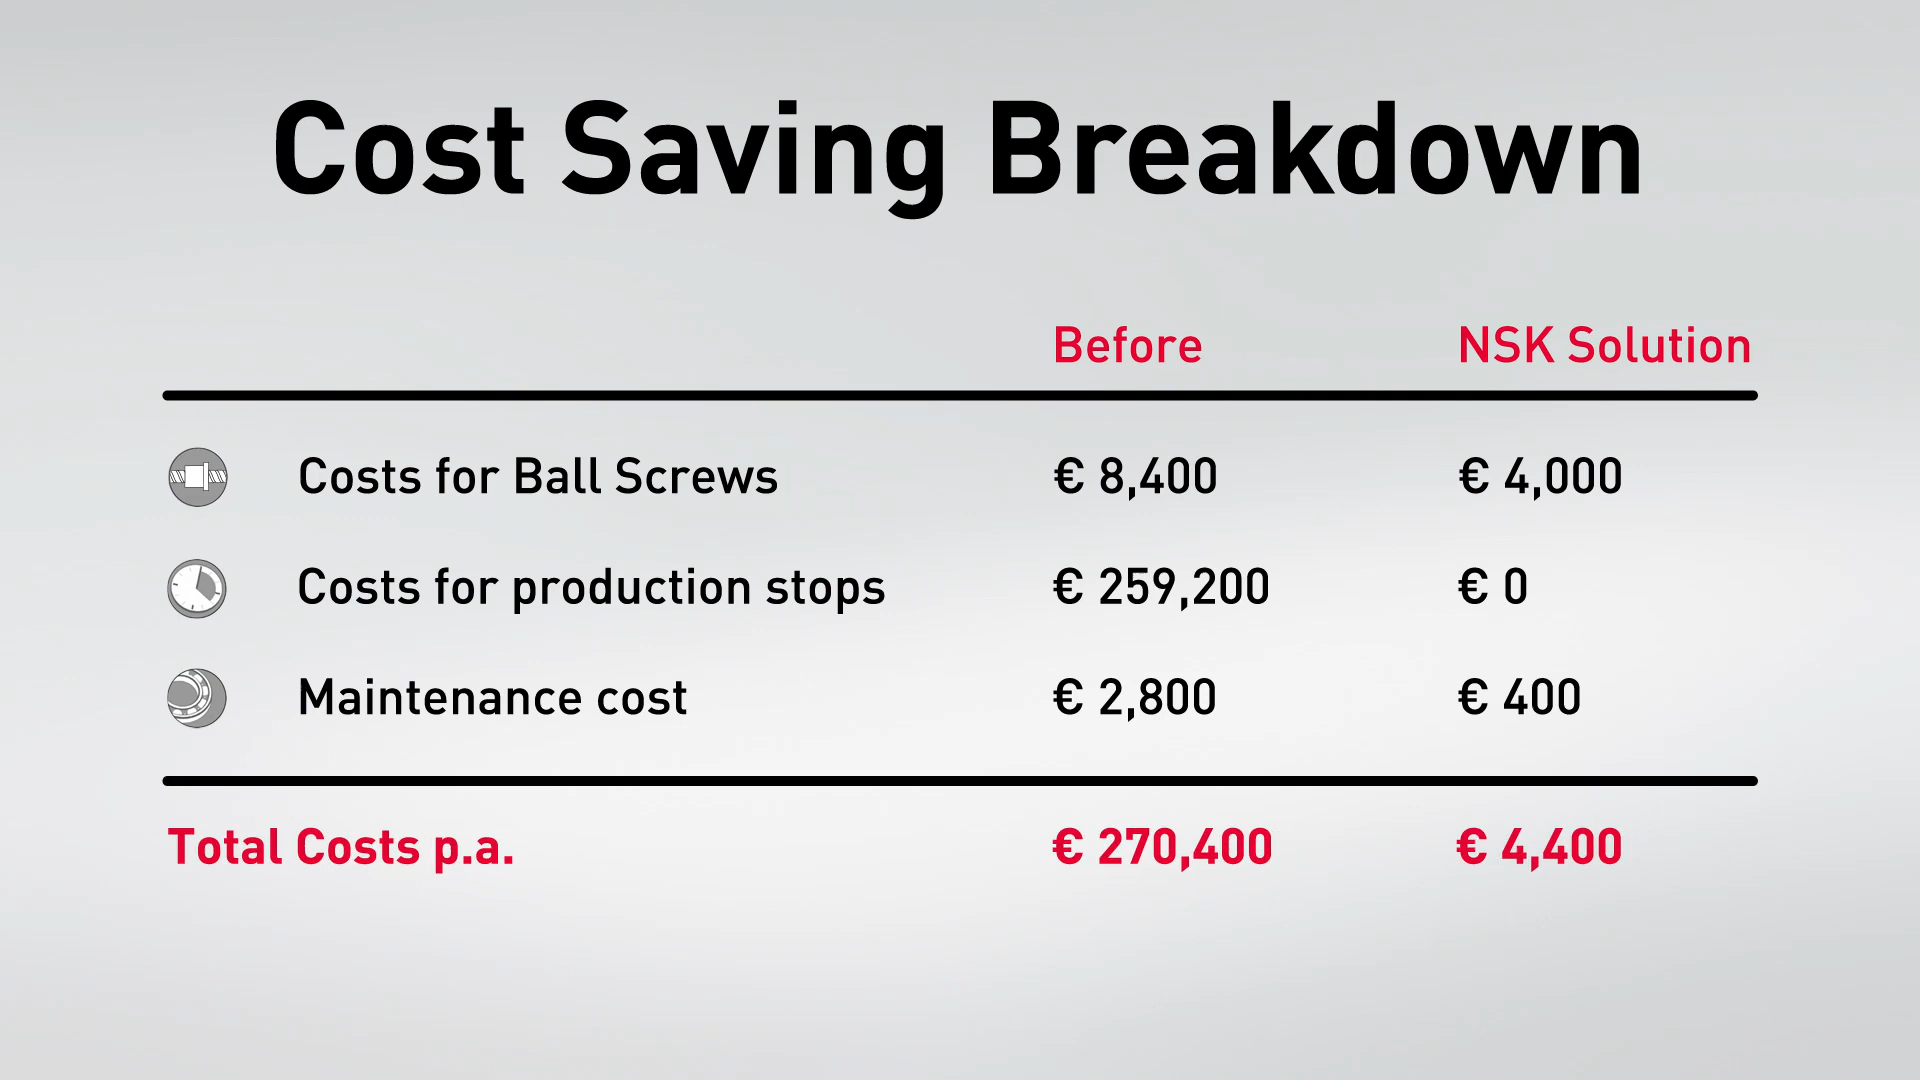 Cost Saving Breakdown
Before NSK Solution
Costs for Ball Screws € 8,400 € 4,000
Costs for production stops € 259,200 € 0
Maintenance cost € 2,800 € 400
Total Costs p.a. € 270,400 € 4,400